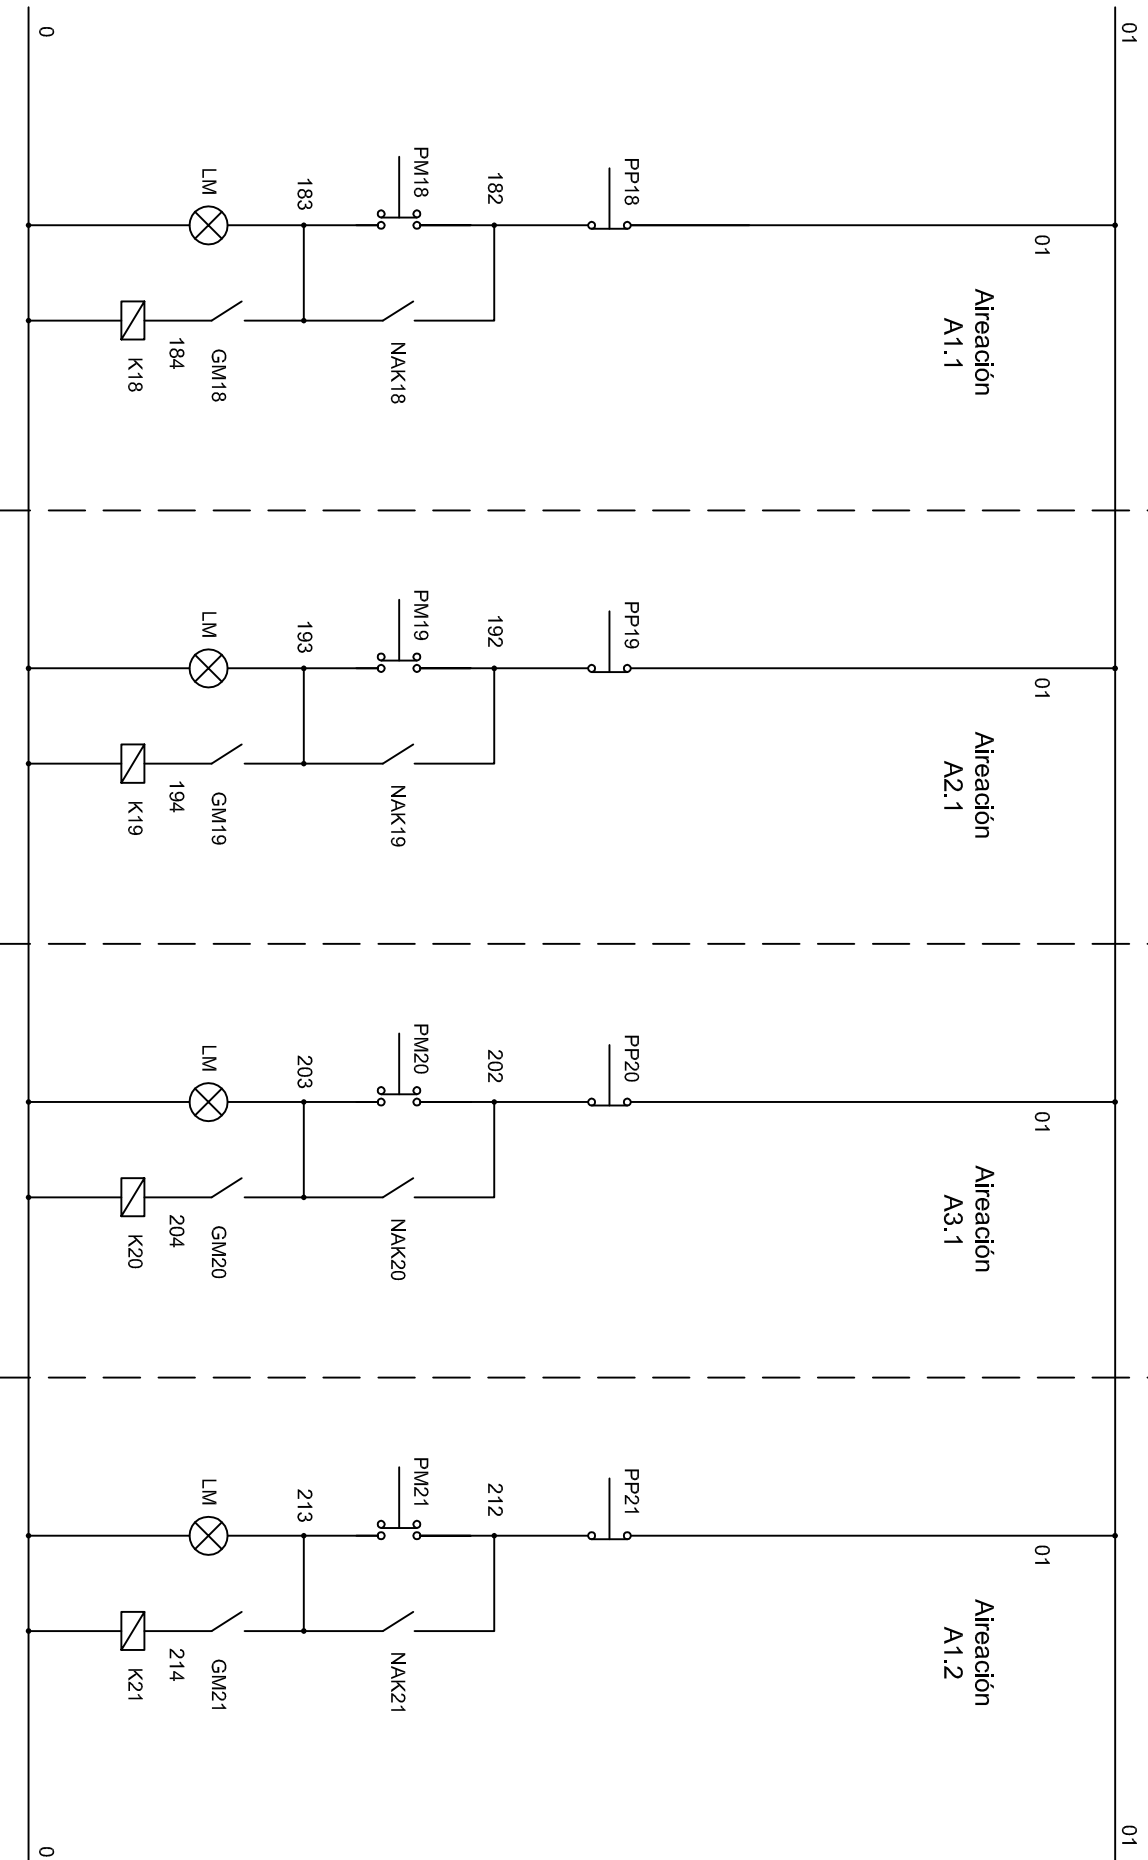 01
0
01
Aireación
A1.1
PP18
182
PM18
NAK18
183
LM
GM18
184
K18
01
Aireación
A2.1
PP19
192
PM19
NAK19
193
LM
GM19
194
K19
01
Aireación
A3.1
PP20
202
PM20
NAK20
203
LM
GM20
204
K20
01
Aireación
A1.2
PP21
212
PM21
NAK21
213
LM
GM21
214
K21
01
0